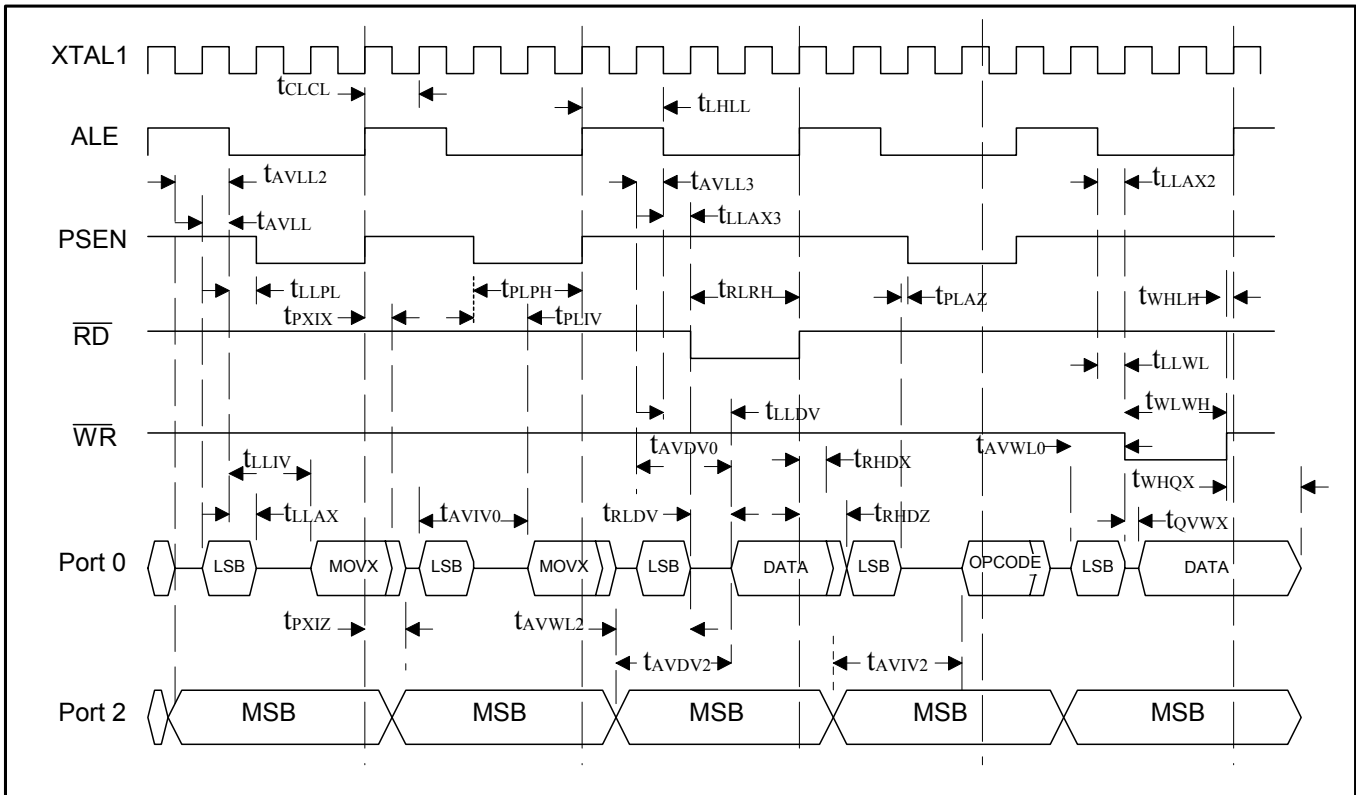 XTAL1
tCLCL
tLHLL
ALE
tAVLL2
tAVLL3
tLLAX2
tAVLL
tLLAX3
PSEN
tLLPL
tPLPH
tRLRH
tPLAZ
tWHLH
tPXIX
tPLIV
RD
tLLWL
tLLDV
tWLWH
WR
tAVDV0
tAVWL0
tLLIV
tRHDX
tWHQX
tLLAX
tAVIV0
tRLDV
tRHDZ
tQVWX
Port 0
LSB
MOVX
LSB
MOVX
LSB
DATA
LSB
OPCODE
LSB
DATA
tPXIZ
tAVWL2
tAVDV2
tAVIV2
Port 2
MSB
MSB
MSB
MSB
MSB